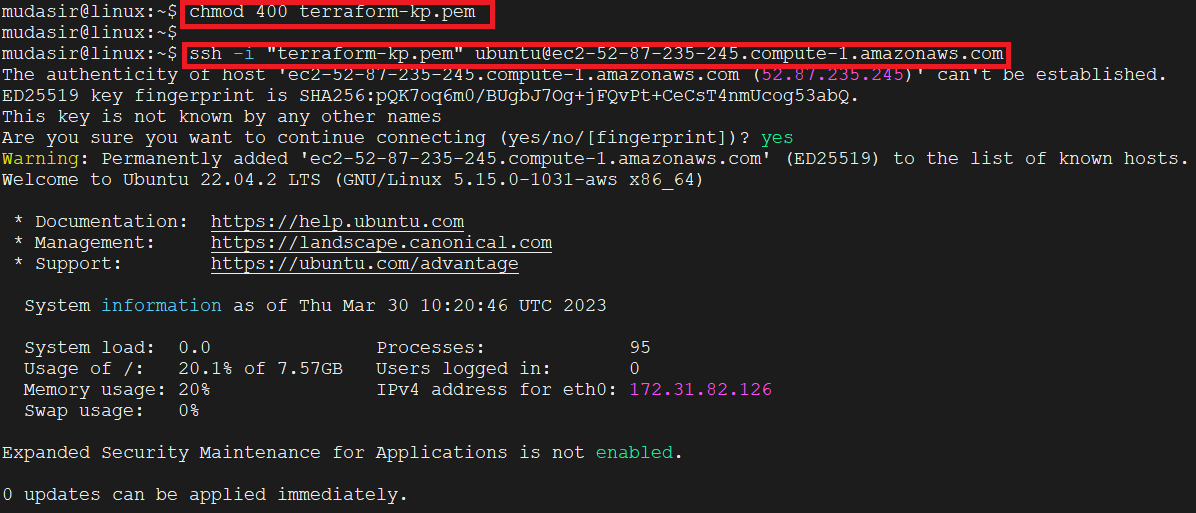 mudasir@linux:~$ chmod 400 terraform-kp.pem
mudasir@linux:~$
mudasir@linux:~$ ssh -i "terraform-kp.pem" ubuntu@ec2-52-87-235-245.compute-1.amazonaws.com
The authenticity of host 'ec2-52-87-235-245.compute-1.amazonaws.com (52.87.235.245)' can't be established.
ED25519 key fingerprint is SHA256:pQK7oq6m0/BUgbJ7Og+jFQvPt+CeCsT4nmUcog53abQ.
This key is not known by any other names
Are you sure you want to continue connecting (yes/no/[fingerprint])? yes
Warning: Permanently added 'ec2-52-87-235-245.compute-1.amazonaws.com' (ED25519) to the list of known hosts.
Welcome to Ubuntu 22.04.2 LTS (GNU/Linux 5.15.0-1031-aws x86_64)

 * Documentation:  https://help.ubuntu.com
 * Management:     https://landscape.canonical.com
 * Support:        https://ubuntu.com/advantage

  System information as of Thu Mar 30 10:20:46 UTC 2023

  System load:  0.0               Processes:             95
  Usage of /:   20.1% of 7.57GB   Users logged in:       0
  Memory usage: 20%               IPv4 address for eth0: 172.31.82.126
  Swap usage:   0%

Expanded Security Maintenance for Applications is not enabled.

0 updates can be applied immediately.